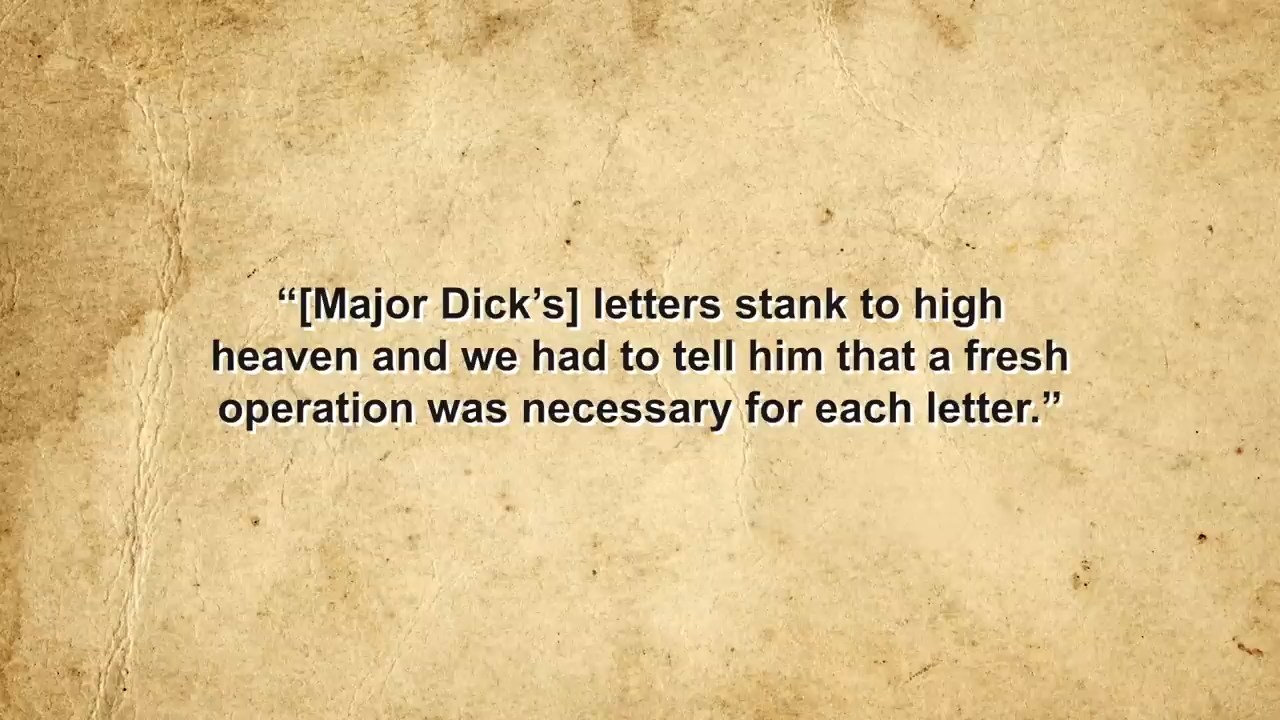 “[Major Dick’s] letters stank to high
heaven and we had to tell him that a fresh
operation was necessary for each letter.”